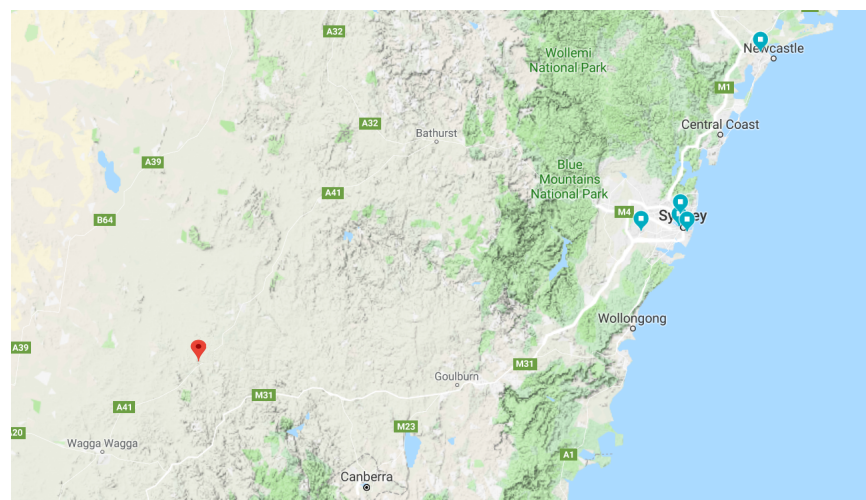 A32
Wollemi
National Park
Newcastle
M1
A32
Bathurst
Central Coast
A39
Blue
Mountains
National Park
A41
M4
B64
Wollongong
A39
M31
Goulburn
M31
A41
M23
Wagga Wagga
A1
Canberra